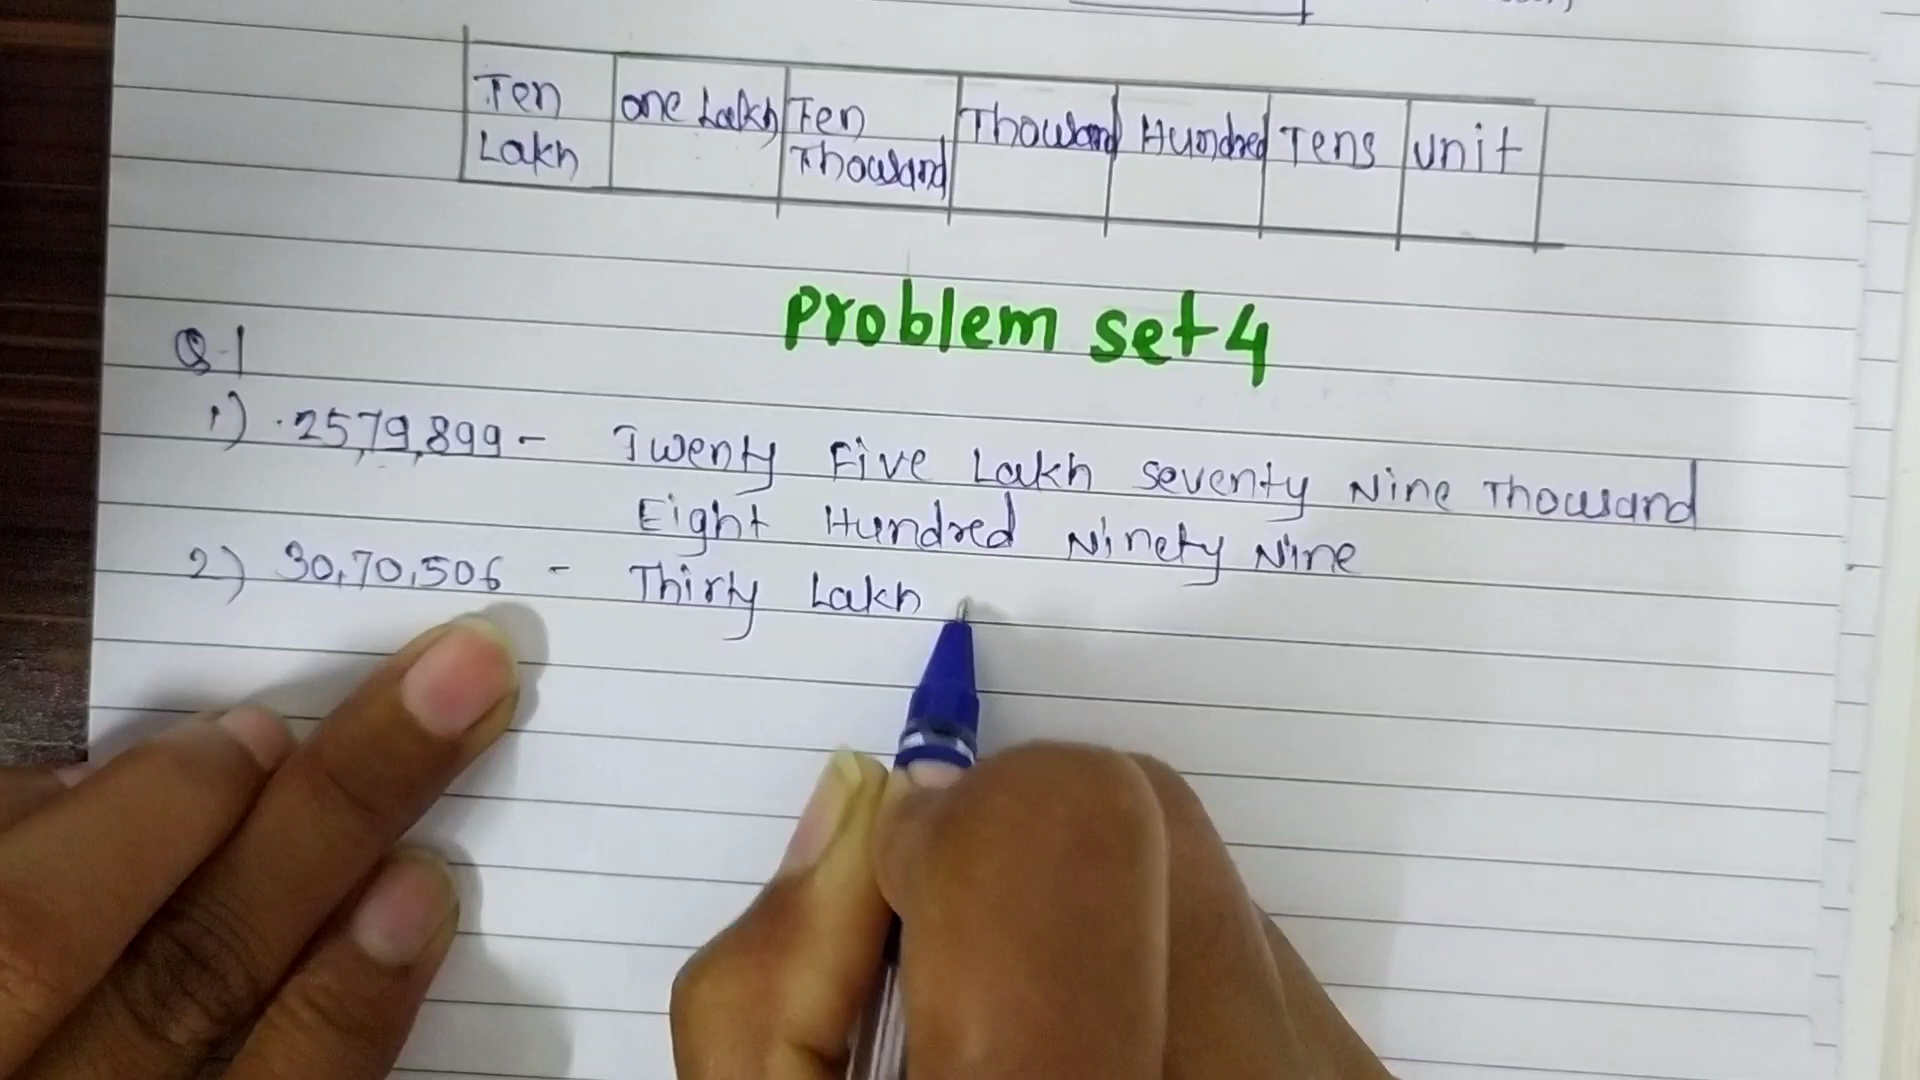 Ten Lakh one Lakh Ten Thousand Thousand Hundred Tens unit
Problem set 4
Q-1
1) 25,79,899 - Twenty Five Lakh Seventy Nine Thousand
Eight Hundred Ninety Nine
2) 30,70,506 - Thirty Lakh